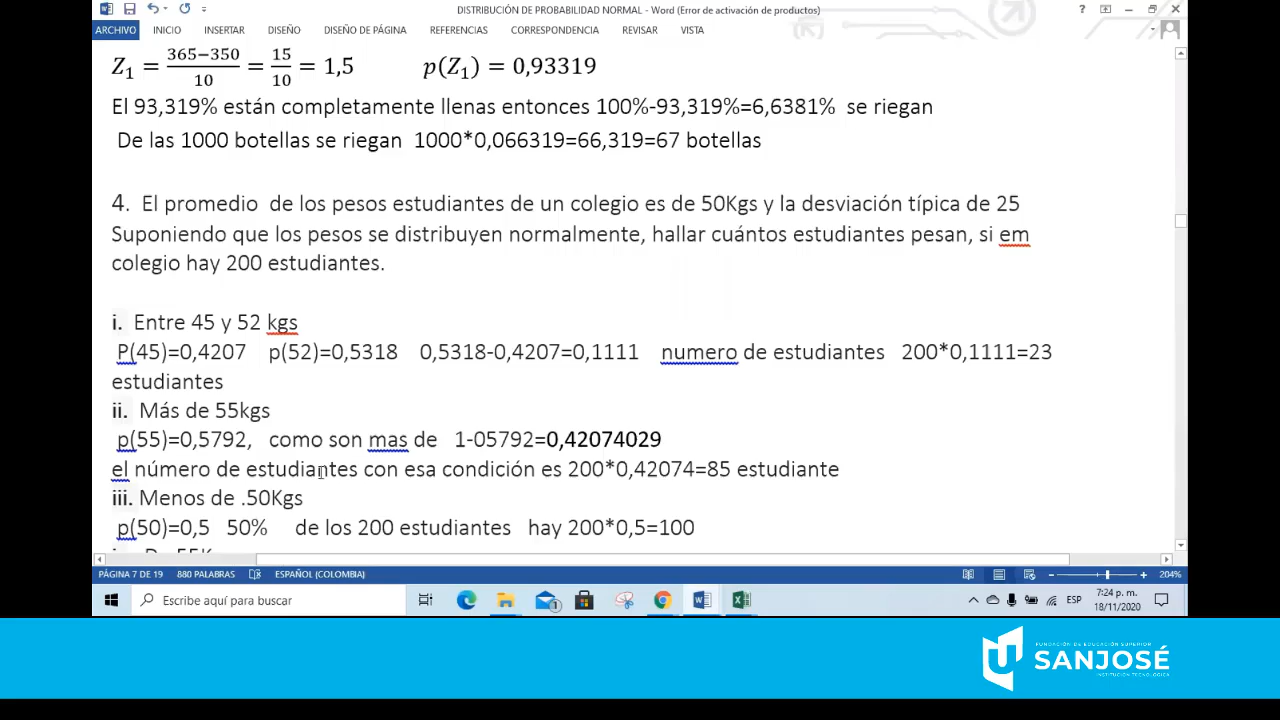 DISTRIBUCIÓN DE PROBABILIDAD NORMAL - Word (Error de activación de productos)
ARCHIVO INICIO INSERTAR DISEÑO DISEÑO DE PÁGINA REFERENCIAS CORRESPONDENCIA REVISAR VISTA
Z₁ = (365−350)/10 = 15/10 = 1,5 p(Z₁) = 0,93319
El 93,319% están completamente llenas entonces 100%-93,319%=6,6381% se riegan
De las 1000 botellas se riegan 1000*0,066319=66,319=67 botellas
4. El promedio de los pesos estudiantes de un colegio es de 50Kgs y la desviación típica de 25
Suponiendo que los pesos se distribuyen normalmente, hallar cuántos estudiantes pesan, si em
colegio hay 200 estudiantes.
i. Entre 45 y 52 kgs
P(45)=0,4207 p(52)=0,5318 0,5318-0,4207=0,1111 numero de estudiantes 200*0,1111=23
estudiantes
ii. Más de 55kgs
p(55)=0,5792, como son mas de 1-05792=0,42074029
el número de estudiantes con esa condición es 200*0,42074=85 estudiante
iii. Menos de .50Kgs
p(50)=0,5 50% de los 200 estudiantes hay 200*0,5=100
PÁGINA 7 DE 19 880 PALABRAS ESPAÑOL (COLOMBIA) 204%
Escribe aquí para buscar
ESP
7:24 p. m.
18/11/2020
FUNDACIÓN DE EDUCACIÓN SUPERIOR
SANJOSÉ
INSTITUCIÓN TECNOLÓGICA